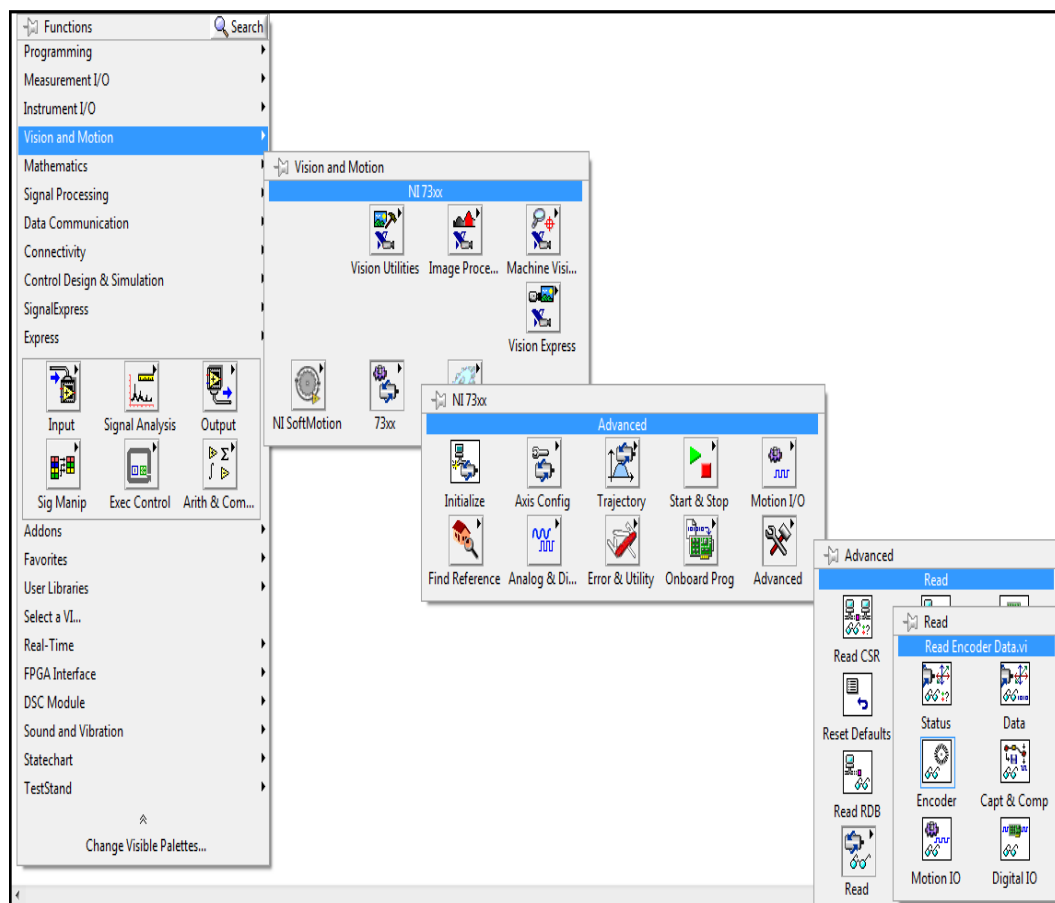 Functions Search
Programming
Measurement I/O
Instrument I/O
Vision and Motion
Mathematics
Signal Processing
Data Communication
Connectivity
Control Design & Simulation
SignalExpress
Express
Input Signal Analysis Output
Sig Manip Exec Control Arith & Com...
Addons
Favorites
User Libraries
Select a VI...
Real-Time
FPGA Interface
DSC Module
Sound and Vibration
Statechart
TestStand
Change Visible Palettes...
Vision and Motion
NI 73xx
Vision Utilities Image Proce... Machine Visi...
Vision Express
NI SoftMotion 73xx
NI 73xx
Advanced
Initialize Axis Config Trajectory Start & Stop Motion I/O
Find Reference Analog & Di... Error & Utility Onboard Prog Advanced
Advanced
Read
Read CSR
Reset Defaults
Read RDB
Read
Read
Read Encoder Data.vi
Status Data
Encoder Capt & Comp
Motion IO Digital IO